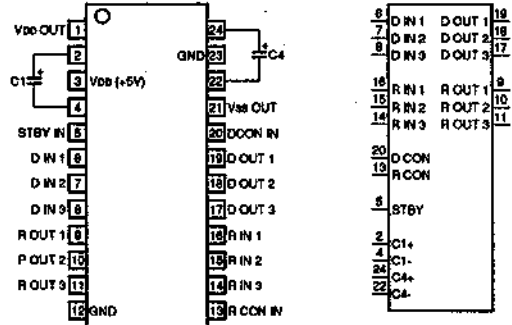 VDD OUT 1
2
C1
3 VDD (+5V)
4
STBY IN 5
D IN 1 6
D IN 2 7
D IN 3 8
R OUT 1 9
P OUT 2 10
R OUT 3 11
12 GND
24
GND 23
C4
22
21 VSS OUT
20 DCON IN
19 D OUT 1
18 D OUT 2
17 D OUT 3
16 R IN 1
15 R IN 2
14 R IN 3
13 R CON IN
6 D IN 1 D OUT 1 19
7 D IN 2 D OUT 2 18
8 D IN 3 D OUT 3 17
16 R IN 1 R OUT 1 9
15 R IN 2 R OUT 2 10
14 R IN 3 R OUT 3 11
20 D CON
13 R CON
5 STBY
2 C1+
4 C1-
24 C4+
22 C4-